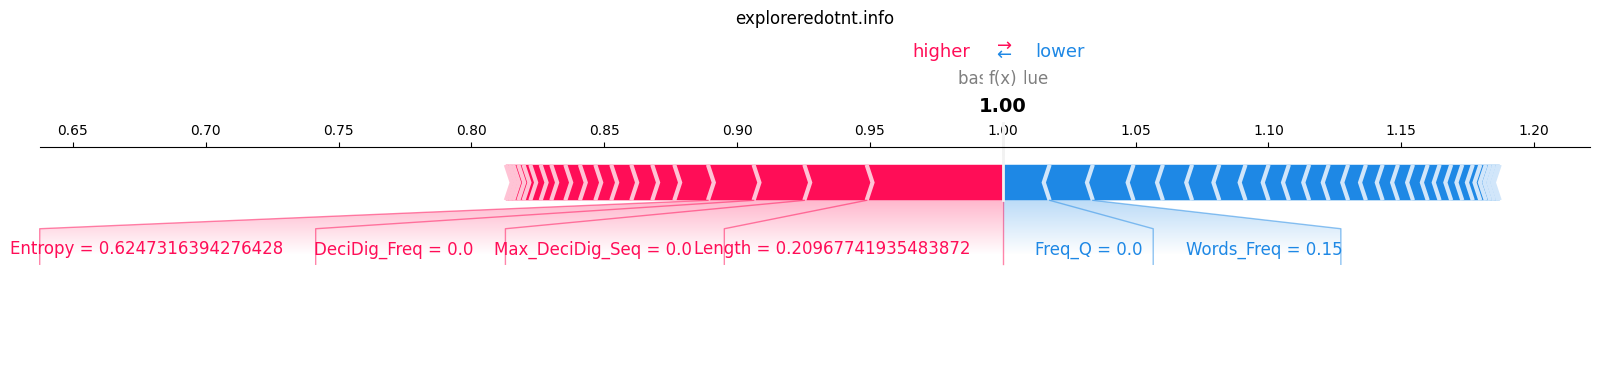 exploreredotnt.info
higher ⇄ lower
f(x)
1.00
0.65 0.70 0.75 0.80 0.85 0.90 0.95 1.00 1.05 1.10 1.15 1.20
Entropy = 0.6247316394276428 DeciDig_Freq = 0.0 Max_DeciDig_Seq = 0.0 Length = 0.20967741935483872 Freq_Q = 0.0 Words_Freq = 0.15